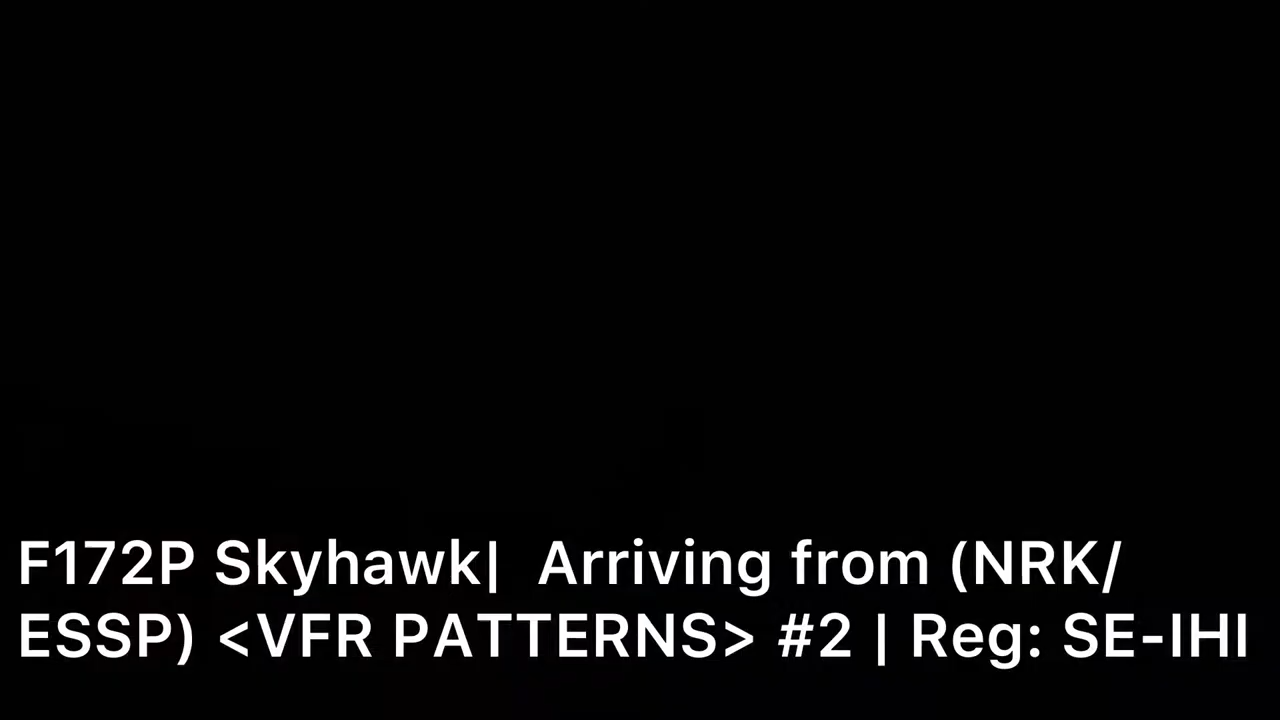 F172P Skyhawk|  Arriving from (NRK/
ESSP) <VFR PATTERNS> #2 | Reg: SE-IHI